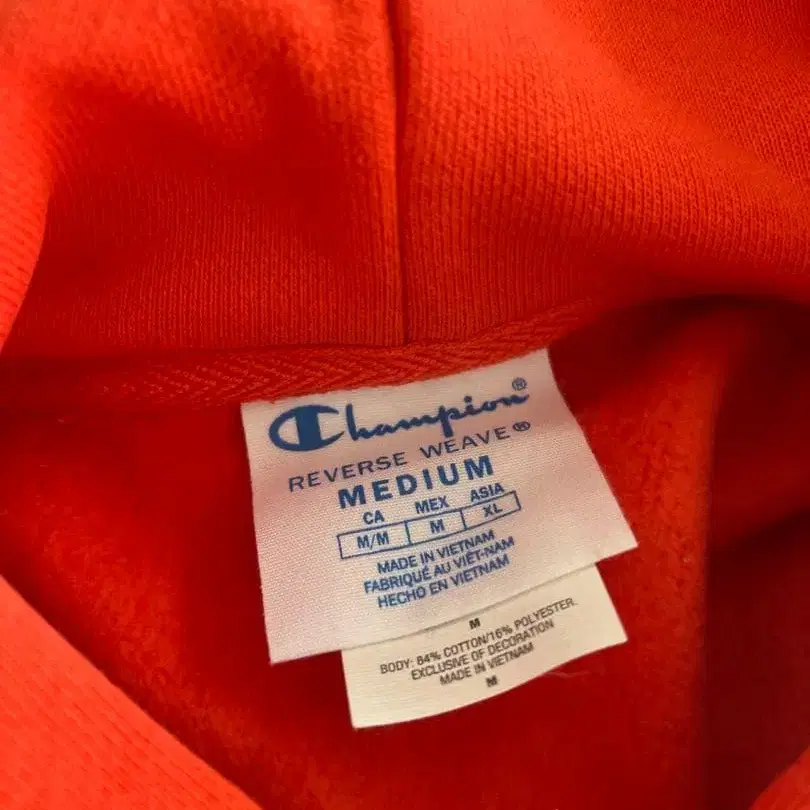 Champion®
REVERSE WEAVE®
MEDIUM
CA MEX ASIA
M/M M XL
MADE IN VIETNAM
FABRIQUÉ AU VIÊT-NAM
HECHO EN VIETNAM
M
BODY: 84% COTTON/16% POLYESTER.
EXCLUSIVE OF DECORATION
MADE IN VIETNAM
M